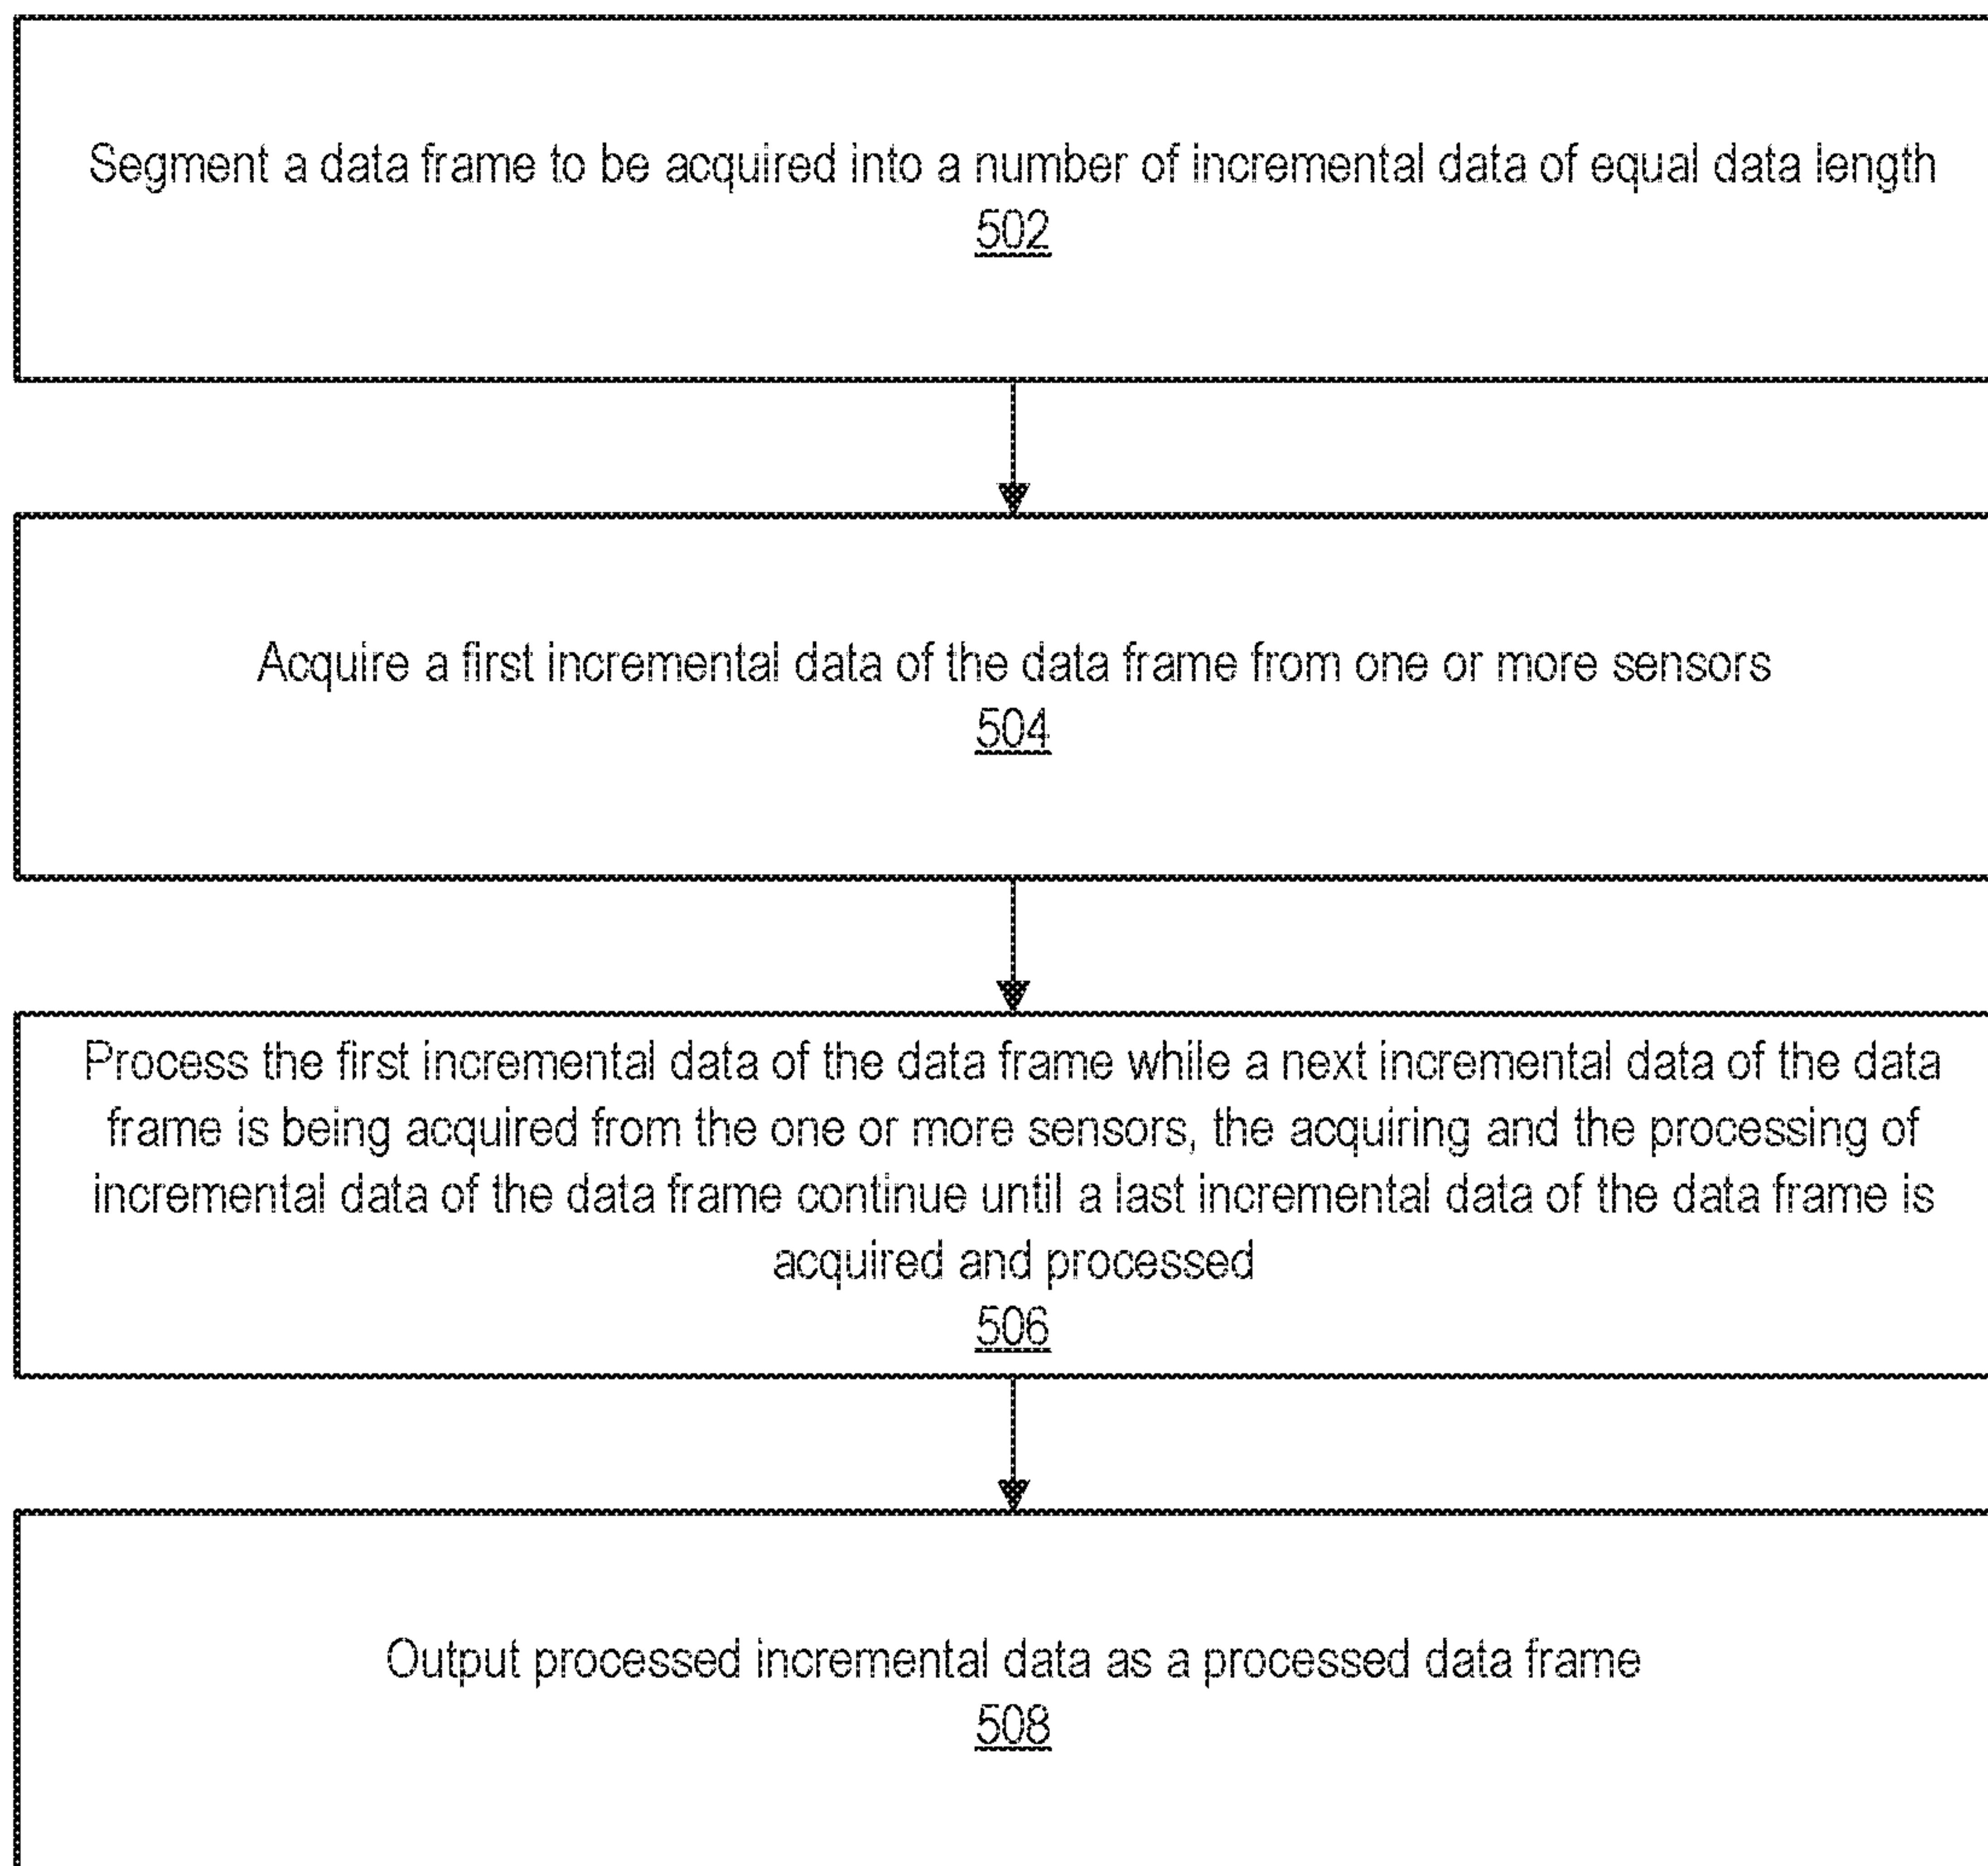 Segment a data frame to be acquired into a number of incremental data of equal data length
502
Acquire a first incremental data of the data frame from one or more sensors
504
Process the first incremental data of the data frame while a next incremental data of the data
frame is being acquired from the one or more sensors, the acquiring and the processing of
incremental data of the data frame continue until a last incremental data of the data frame is
acquired and processed
506
Output processed incremental data as a processed data frame
508